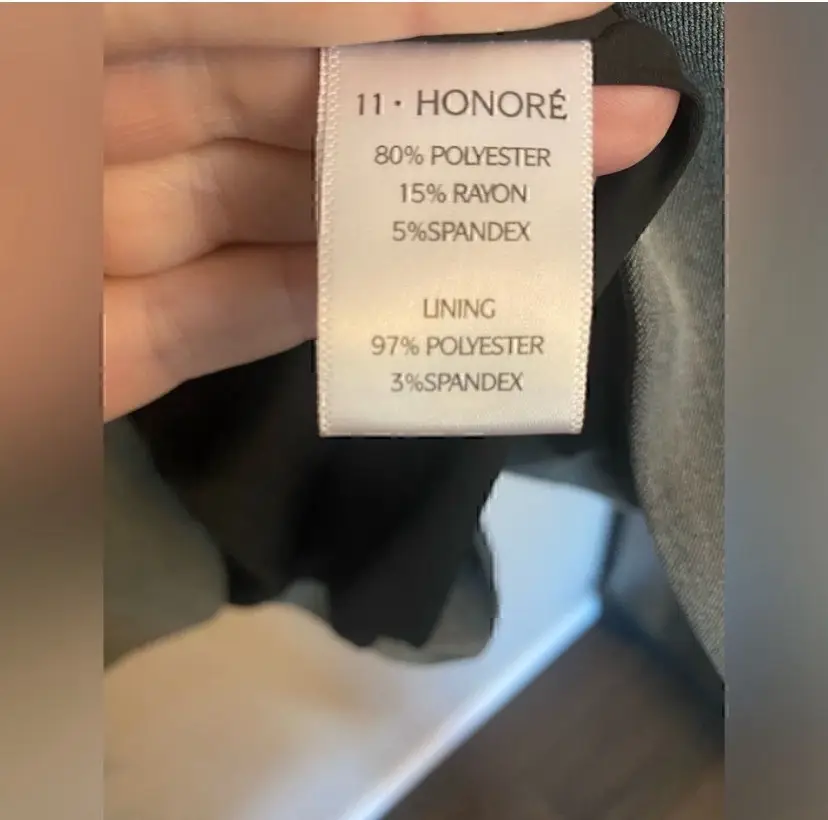 11 · HONORÉ
80% POLYESTER
15% RAYON
5%SPANDEX
LINING
97% POLYESTER
3%SPANDEX